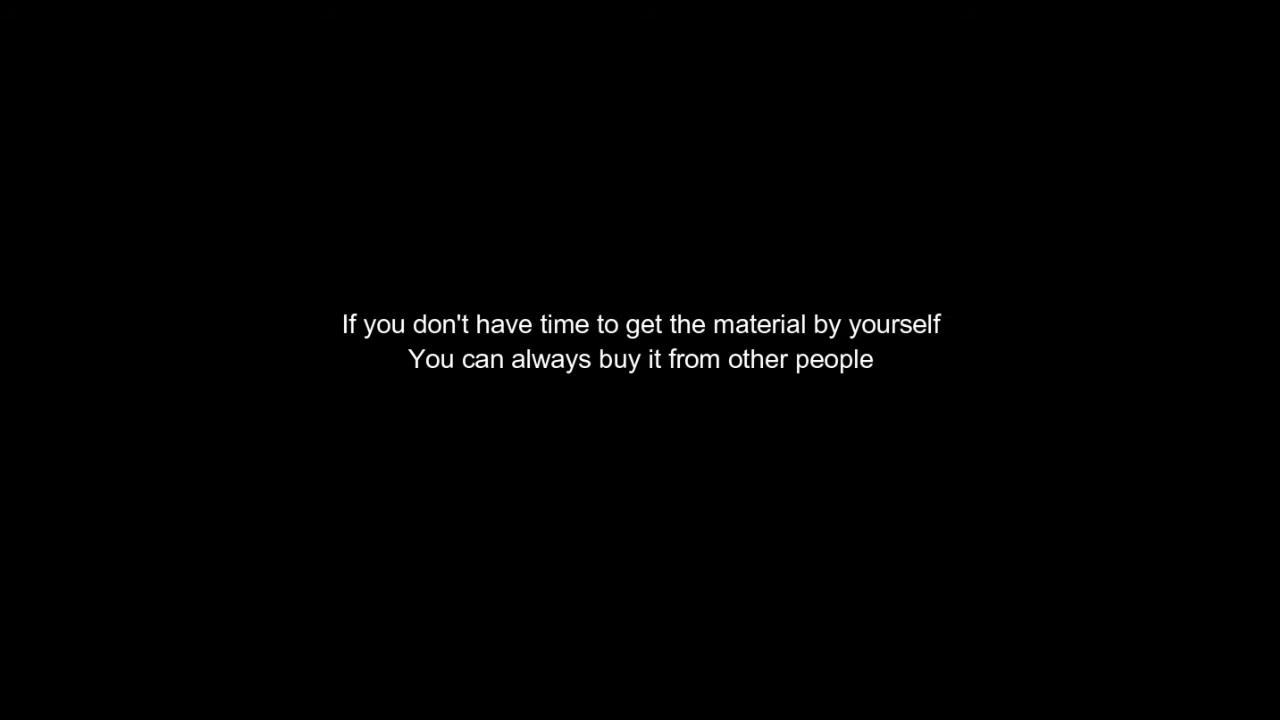 If you don't have time to get the material by yourself
You can always buy it from other people